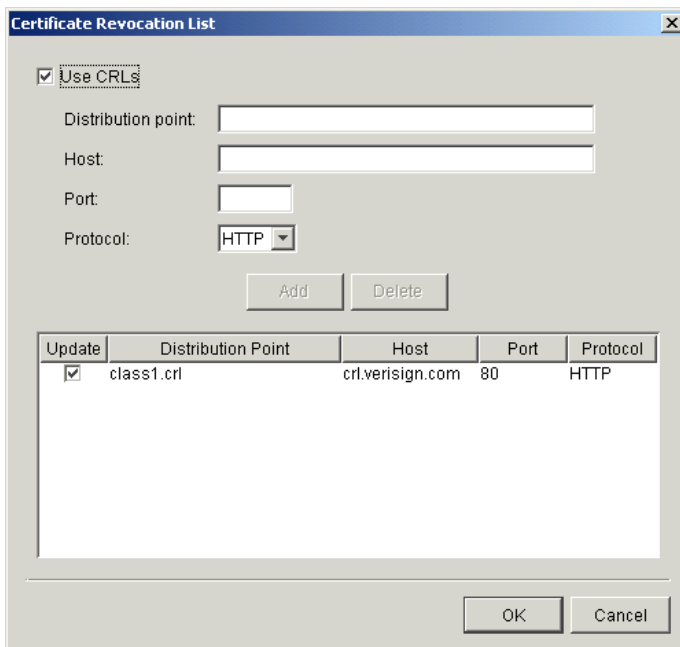 Certificate Revocation List
Use CRLs
Distribution point:
Host:
Port:
Protocol: HTTP
Add Delete
Update Distribution Point Host Port Protocol
class1.crl crl.verisign.com 80 HTTP
OK Cancel